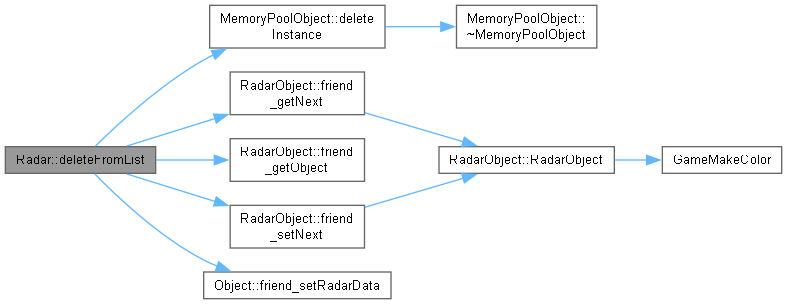 Radar::deleteFromList
MemoryPoolObject::delete
Instance
MemoryPoolObject::
~MemoryPoolObject
RadarObject::friend
_getNext
RadarObject::friend
_getObject
RadarObject::friend
_setNext
Object::friend_setRadarData
RadarObject::RadarObject
GameMakeColor